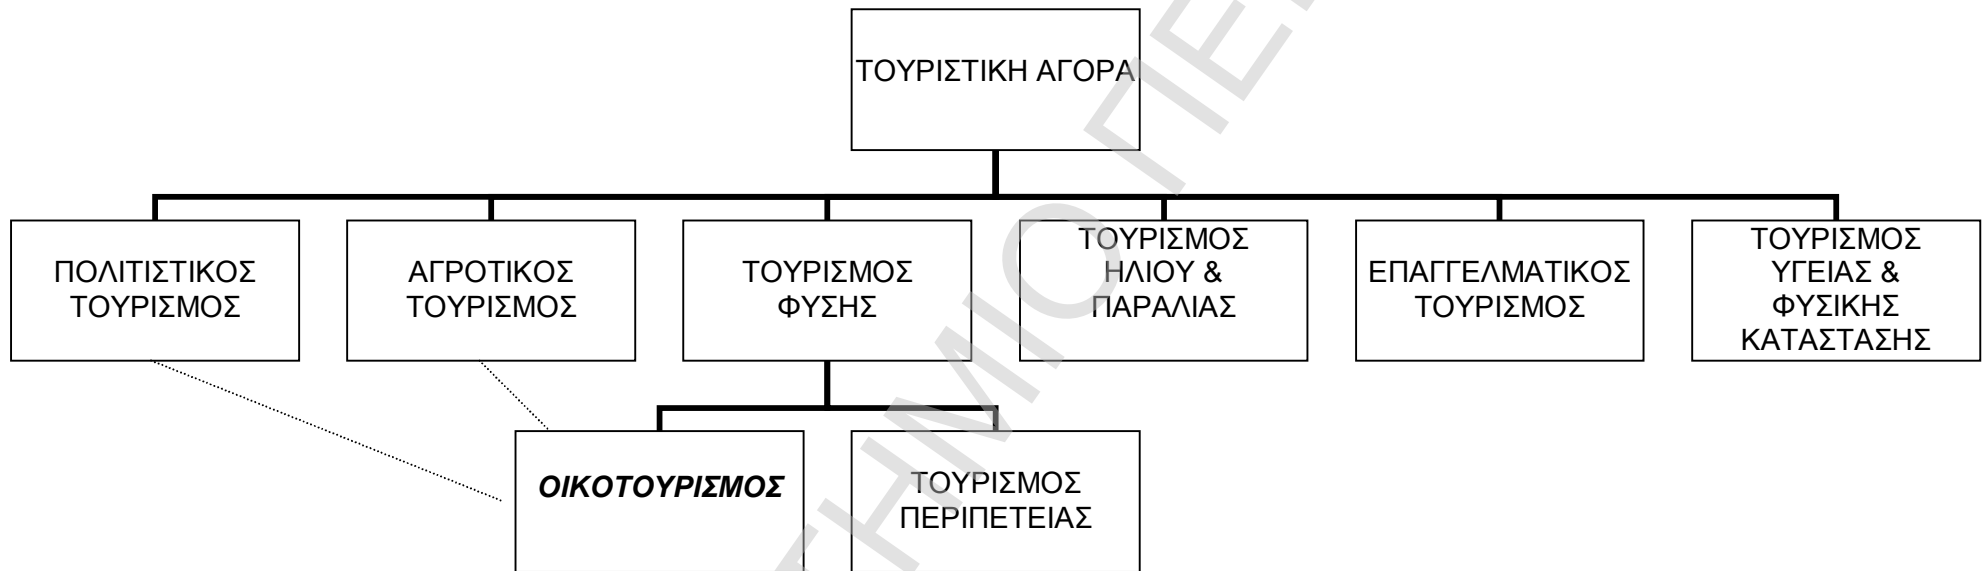 ΤΟΥΡΙΣΤΙΚΗ ΑΓΟΡΑ
ΠΟΛΙΤΙΣΤΙΚΟΣ
ΤΟΥΡΙΣΜΟΣ
ΑΓΡΟΤΙΚΟΣ
ΤΟΥΡΙΣΜΟΣ
ΤΟΥΡΙΣΜΟΣ
ΦΥΣΗΣ
ΤΟΥΡΙΣΜΟΣ
ΗΛΙΟΥ &
ΠΑΡΑΛΙΑΣ
ΕΠΑΓΓΕΛΜΑΤΙΚΟΣ
ΤΟΥΡΙΣΜΟΣ
ΤΟΥΡΙΣΜΟΣ
ΥΓΕΙΑΣ &
ΦΥΣΙΚΗΣ
ΚΑΤΑΣΤΑΣΗΣ
ΟΙΚΟΤΟΥΡΙΣΜΟΣ
ΤΟΥΡΙΣΜΟΣ
ΠΕΡΙΠΕΤΕΙΑΣ